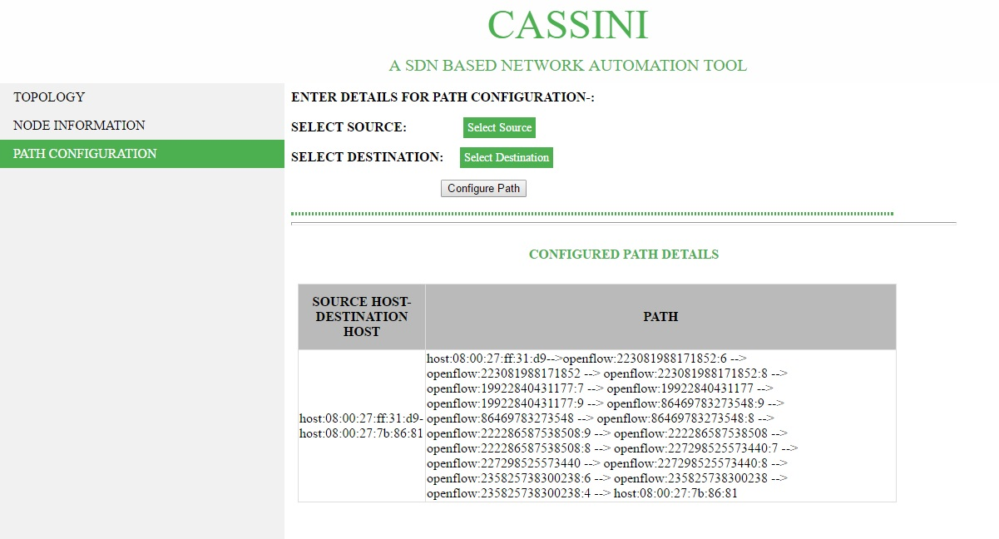 CASSINI
A SDN BASED NETWORK AUTOMATION TOOL
TOPOLOGY
NODE INFORMATION
PATH CONFIGURATION
ENTER DETAILS FOR PATH CONFIGURATION-:
SELECT SOURCE: Select Source
SELECT DESTINATION: Select Destination
Configure Path
CONFIGURED PATH DETAILS
SOURCE HOST-
DESTINATION
HOST
PATH
host:08:00:27:ff:31:d9-
host:08:00:27:7b:86:81
host:08:00:27:ff:31:d9-->openflow:223081988171852:6 -->
openflow:223081988171852 --> openflow:223081988171852:8 -->
openflow:19922840431177:7 --> openflow:19922840431177 -->
openflow:19922840431177:9 --> openflow:86469783273548:9 -->
openflow:86469783273548 --> openflow:86469783273548:8 -->
openflow:222286587538508:9 --> openflow:222286587538508 -->
openflow:222286587538508:8 --> openflow:227298525573440:7 -->
openflow:227298525573440 --> openflow:227298525573440:8 -->
openflow:235825738300238:6 --> openflow:235825738300238 -->
openflow:235825738300238:4 --> host:08:00:27:7b:86:81